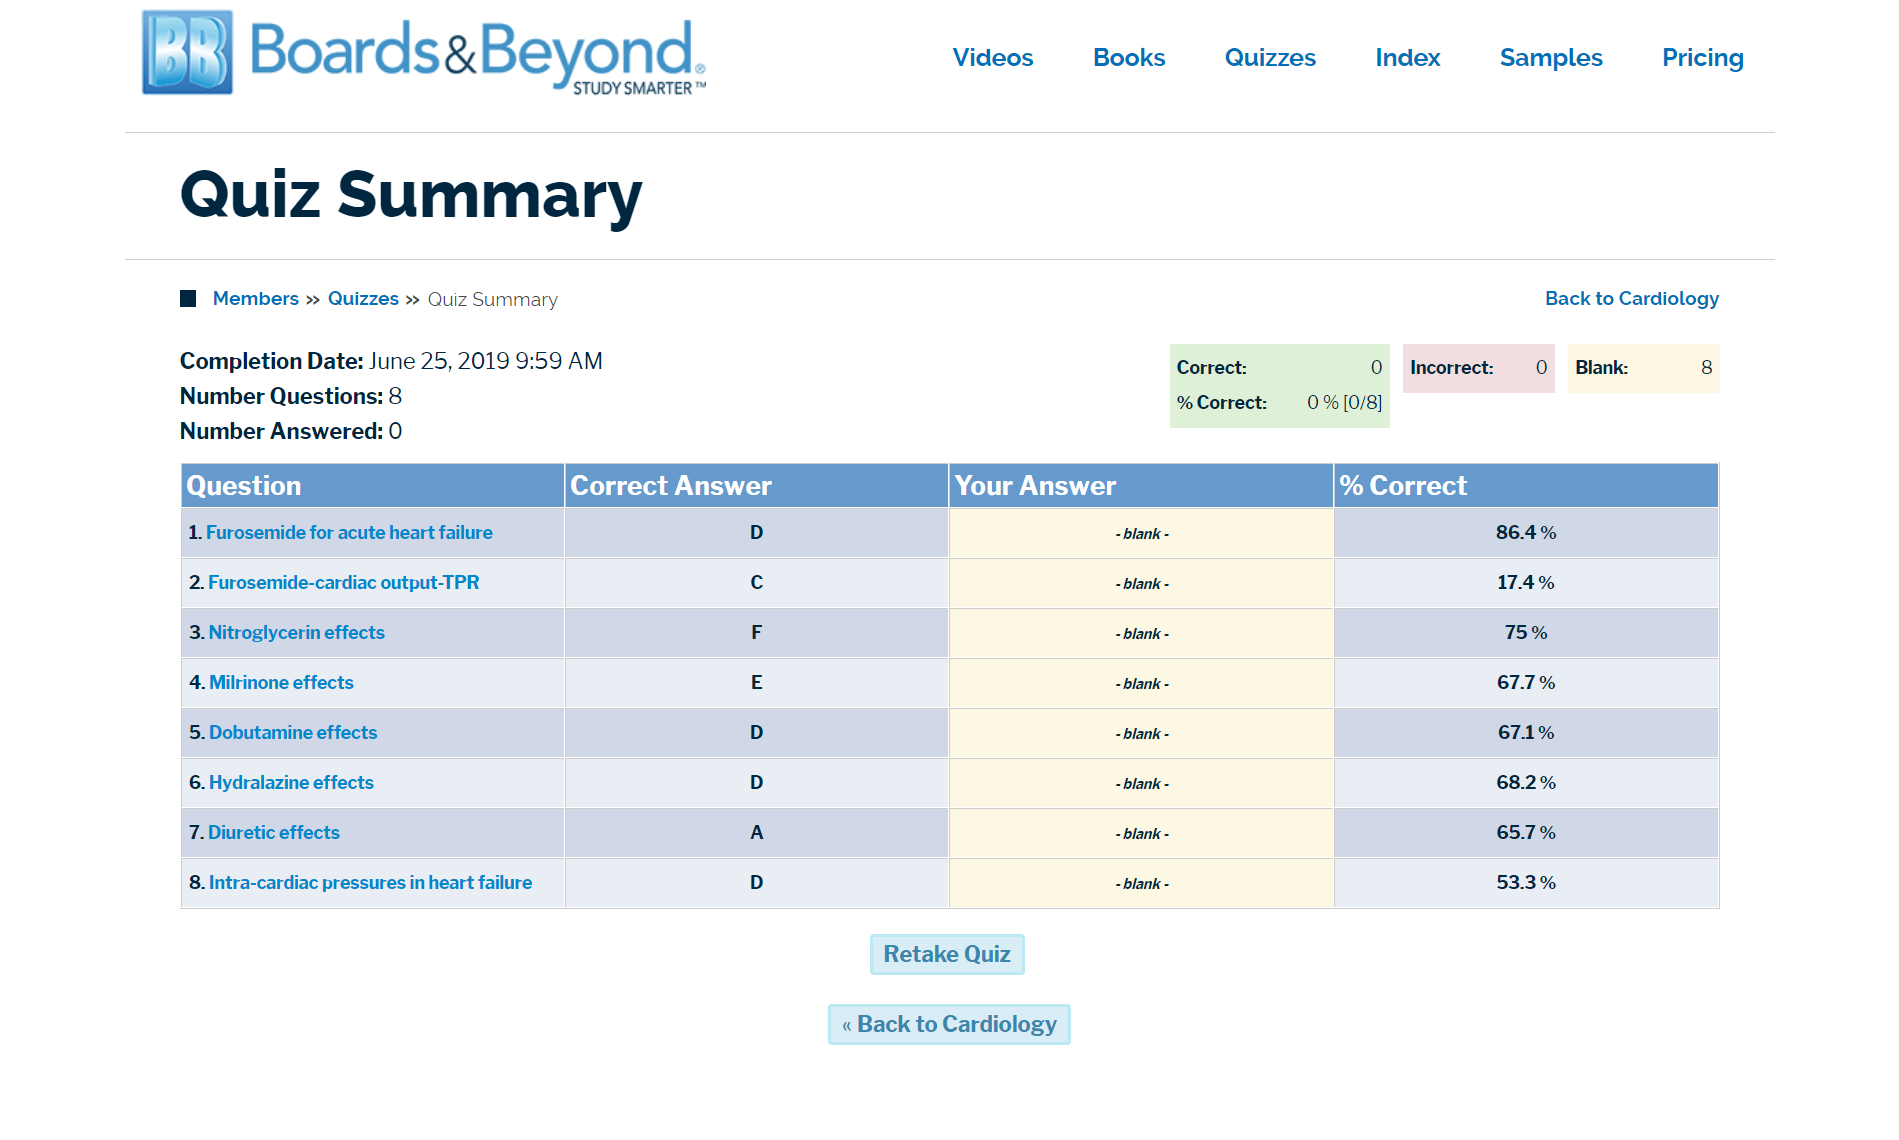 BB Boards&Beyond®
STUDY SMARTER™
Videos Books Quizzes Index Samples Pricing
Quiz Summary
Members » Quizzes » Quiz Summary
Back to Cardiology
Completion Date: June 25, 2019 9:59 AM
Number Questions: 8
Number Answered: 0
Correct: 0
% Correct: 0 % [0/8]
Incorrect: 0
Blank: 8
Question Correct Answer Your Answer % Correct
1. Furosemide for acute heart failure D - blank - 86.4 %
2. Furosemide-cardiac output-TPR C - blank - 17.4 %
3. Nitroglycerin effects F - blank - 75 %
4. Milrinone effects E - blank - 67.7 %
5. Dobutamine effects D - blank - 67.1 %
6. Hydralazine effects D - blank - 68.2 %
7. Diuretic effects A - blank - 65.7 %
8. Intra-cardiac pressures in heart failure D - blank - 53.3 %
Retake Quiz
« Back to Cardiology